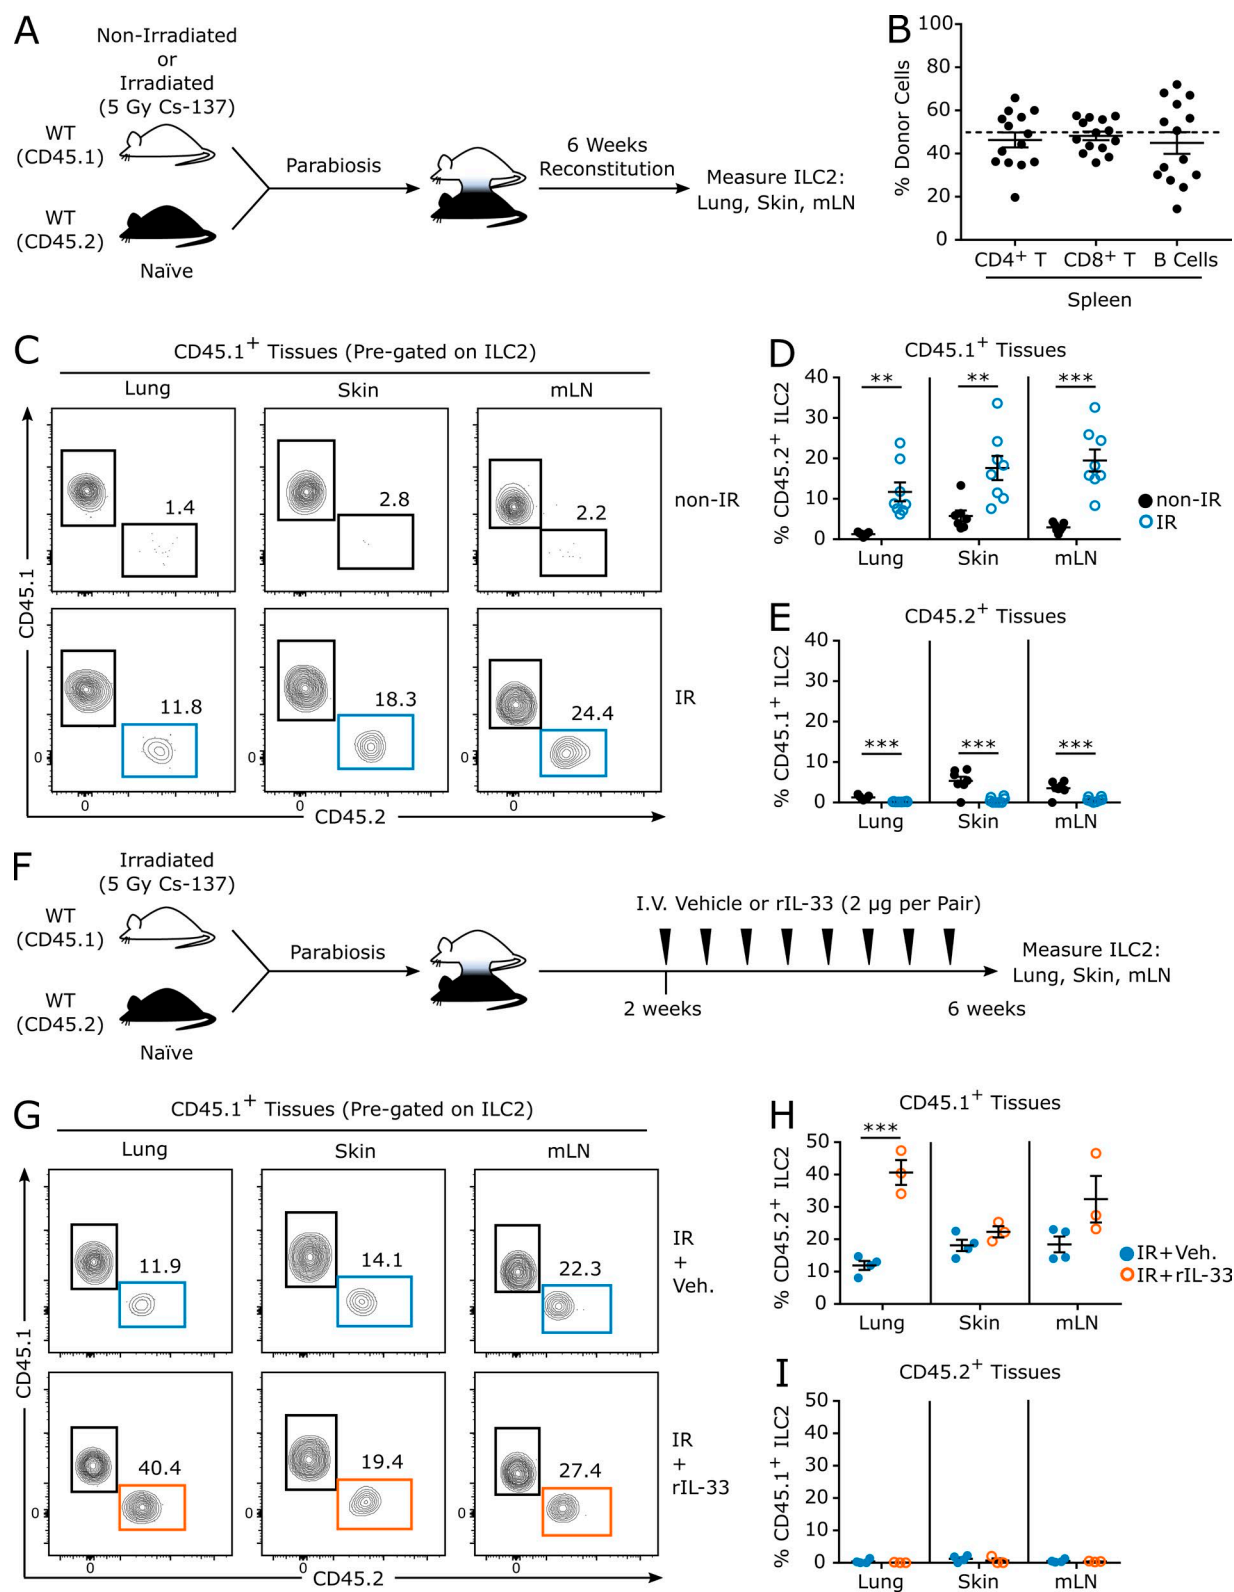 A
Non-Irradiated
or
Irradiated
(5 Gy Cs-137)
WT
(CD45.1)
WT
(CD45.2)
Naïve
Parabiosis
6 Weeks
Reconstitution
Measure ILC2:
Lung, Skin, mLN
B
% Donor Cells
100
80
60
40
20
0
CD4+ T CD8+ T B Cells
Spleen
C
CD45.1+ Tissues (Pre-gated on ILC2)
Lung Skin mLN
1.4 2.8 2.2
non-IR
11.8 18.3 24.4
IR
0
0 0 0
CD45.1
CD45.2
D
CD45.1+ Tissues
% CD45.2+ ILC2
40
30
20
10
0
** ** ***
Lung Skin mLN
non-IR
IR
E
CD45.2+ Tissues
% CD45.1+ ILC2
40
30
20
10
0
*** *** ***
Lung Skin mLN
F
Irradiated
(5 Gy Cs-137)
WT
(CD45.1)
WT
(CD45.2)
Naïve
Parabiosis
I.V. Vehicle or rIL-33 (2 µg per Pair)
2 weeks 6 weeks
Measure ILC2:
Lung, Skin, mLN
G
CD45.1+ Tissues (Pre-gated on ILC2)
Lung Skin mLN
11.9 14.1 22.3
IR
+
Veh.
40.4 19.4 27.4
IR
+
rIL-33
0
0 0 0
CD45.1
CD45.2
H
CD45.1+ Tissues
% CD45.2+ ILC2
50
40
30
20
10
0
***
Lung Skin mLN
IR+Veh.
IR+rIL-33
I
CD45.2+ Tissues
% CD45.1+ ILC2
50
40
30
20
10
0
Lung Skin mLN